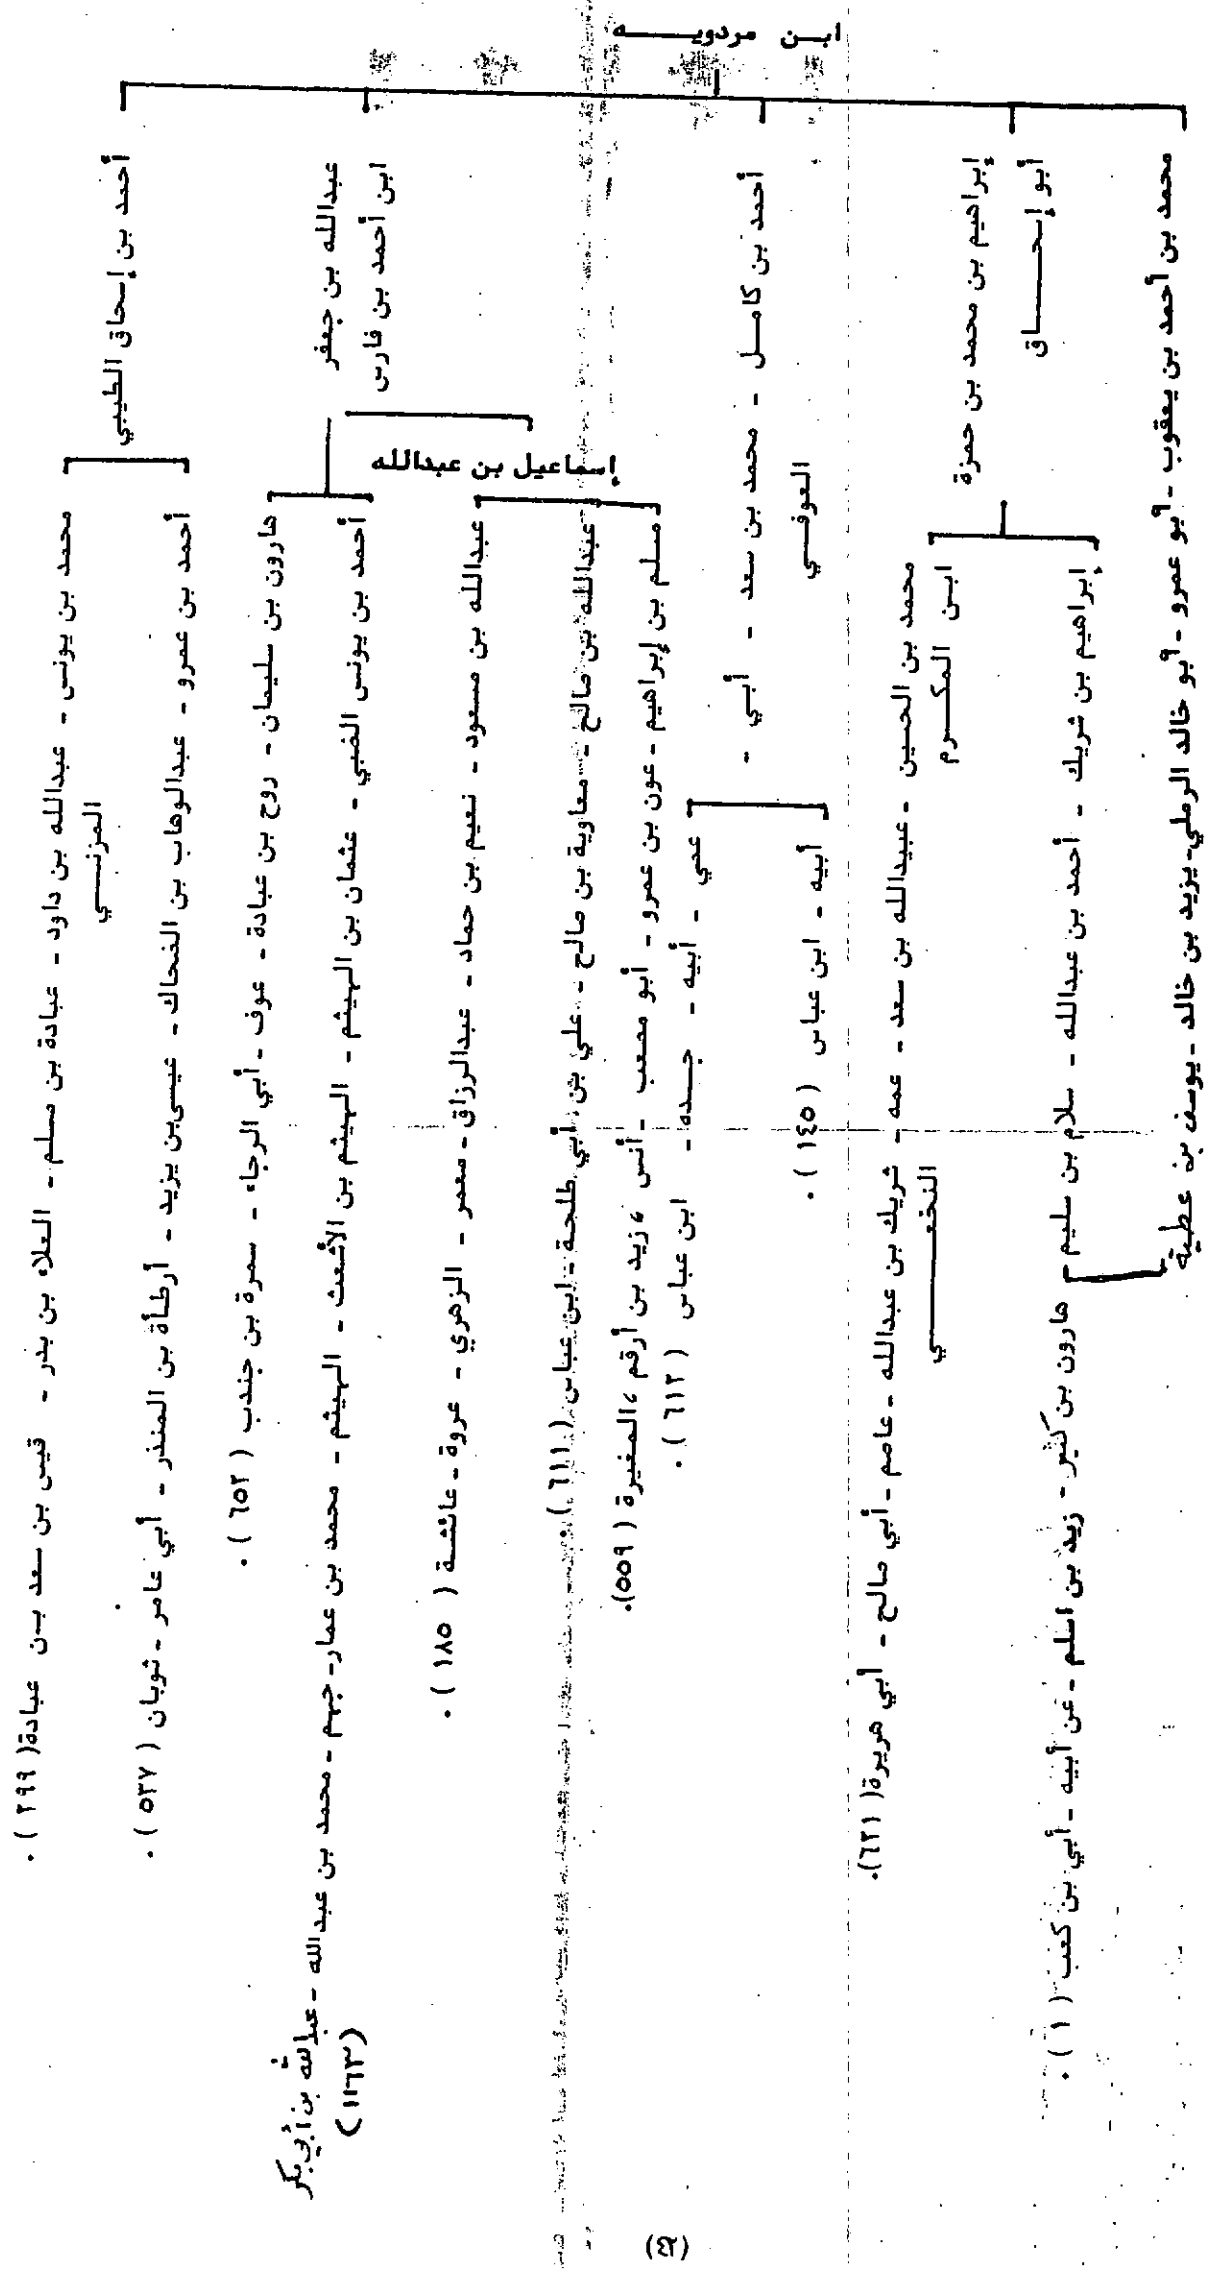 ابن مردويه
محمد بن أحمد بن يعقوب - أبو عمرو - أبو خالد الرملي - يزيد بن خالد - يوسف بن عطية
هارون بن كثير - زيد بن اسلم - عن أبيه - أبي بن كعب ( ١ ) .
أبو إسحاق
إبراهيم بن محمد بن حمزة
إبراهيم بن شريك - أحمد بن عبدالله - سلام بن سليم
محمد بن الحسين - عبيدالله بن سعد - عمه - شريك بن عبدالله - عاصم - أبي صالح - أبي هريرة (٦٢١).
ابن المكرم
النخعي
أحمد بن كامل - محمد بن سعد - أبي -
العوفي
أبيه - ابن عباس ( ١٤٥ ) .
عمي - أبيه - جده - ابن عباس ( ٦١٢ ) .
عبدالله بن جعفر
ابن أحمد بن فارس
إسماعيل بن عبدالله
مسلم بن إبراهيم - عون بن عمرو - أبو مصعب - أنس ، زيد بن أرقم ، المغيرة ( ٥٥٩).
عبدالله بن صالح - معاوية بن صالح - علي بن أبي طلحة - ابن عباس ( ٦١١ ) .
عبدالله بن مسعود - نعيم بن حماد - عبدالرزاق - معمر - الزهري - عروة - عائشة ( ١٨٥ ) .
أحمد بن يونس الضبي - عثمان بن الهيثم - الهيثم بن الأشعث - الهيثم - محمد بن عمار - جهم - محمد بن عبدالله - عبدالله بن أبي بكر
(١١٦٣)
هارون بن سليمان - روح بن عبادة - عوف - أبي الرجاء - سمرة بن جندب ( ٦٥٢ ) .
أحمد بن إسحاق الطيبي
أحمد بن عمرو - عبدالوهاب بن الضحاك - عيسى بن يزيد - أرطأة بن المنذر - أبي عامر - ثوبان ( ٥٣٧ ) .
محمد بن يونس - عبدالله بن داود - عبادة بن مسلم - العلاء بن بدر - قيس بن سعد بن عبادة( ٢٩٩ ) .
المزني